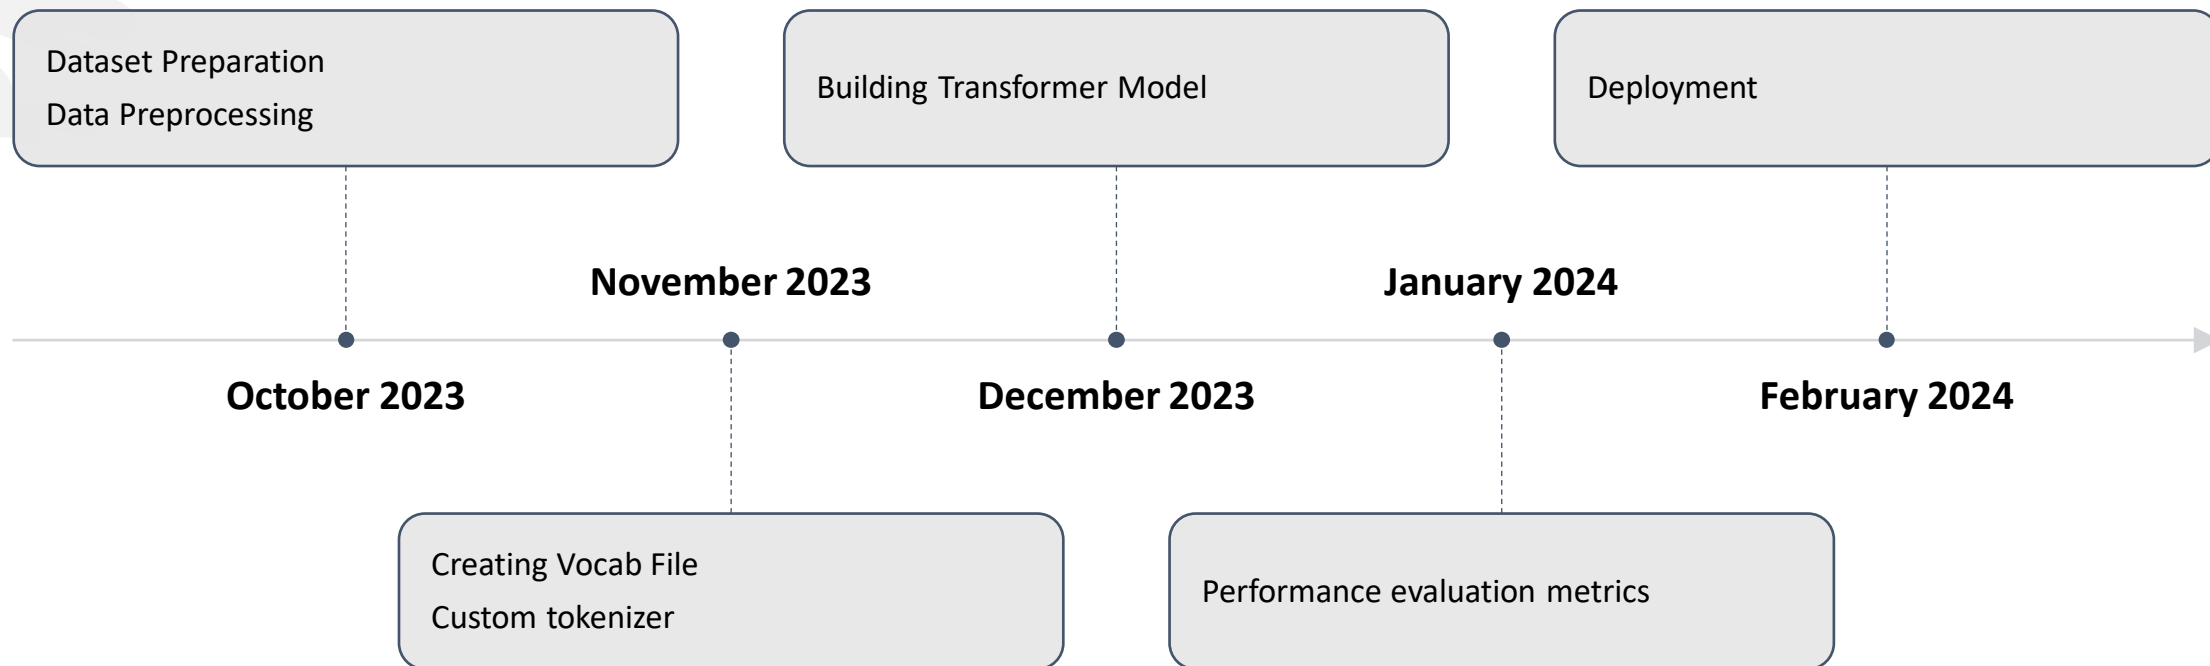 Dataset Preparation
Data Preprocessing
Building Transformer Model
Deployment
November 2023
January 2024
October 2023
December 2023
February 2024
Creating Vocab File
Custom tokenizer
Performance evaluation metrics